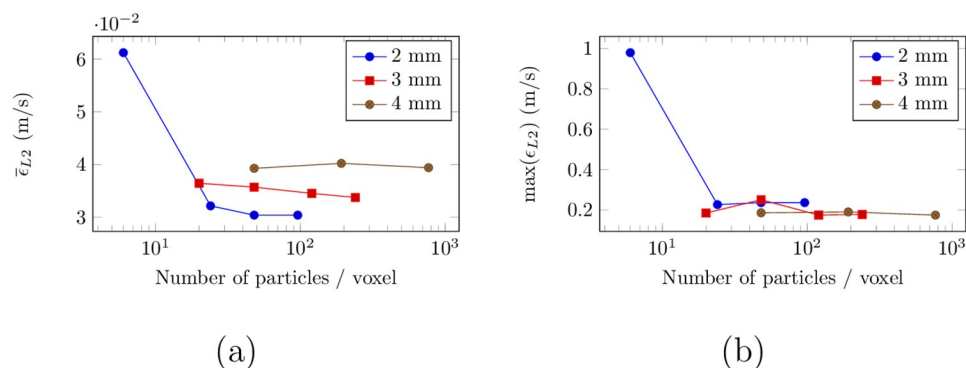 ·10⁻²
6
5
4
3
10¹
10²
10³
ε̄_L2 (m/s)
Number of particles / voxel
2 mm
3 mm
4 mm
(a)
1
0.8
0.6
0.4
0.2
10¹
10²
10³
max(ϵ_L2) (m/s)
Number of particles / voxel
2 mm
3 mm
4 mm
(b)